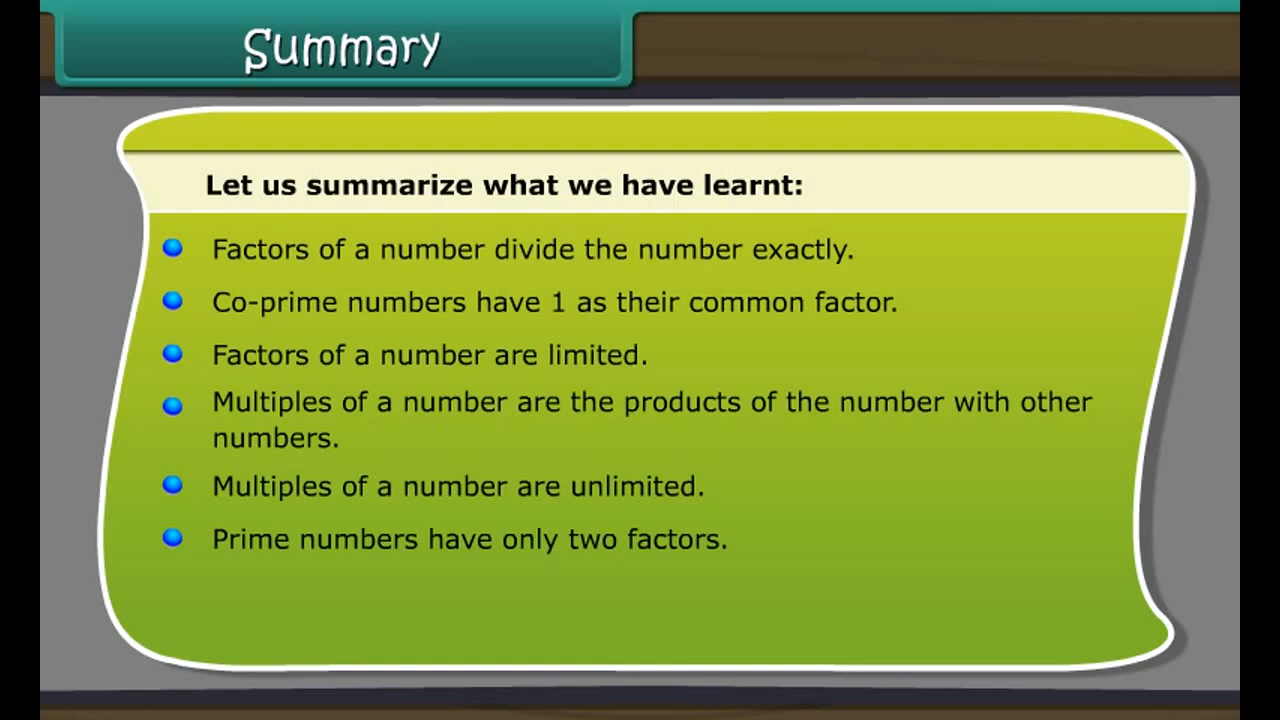 Summary
Let us summarize what we have learnt:
Factors of a number divide the number exactly.
Co-prime numbers have 1 as their common factor.
Factors of a number are limited.
Multiples of a number are the products of the number with other
numbers.
Multiples of a number are unlimited.
Prime numbers have only two factors.